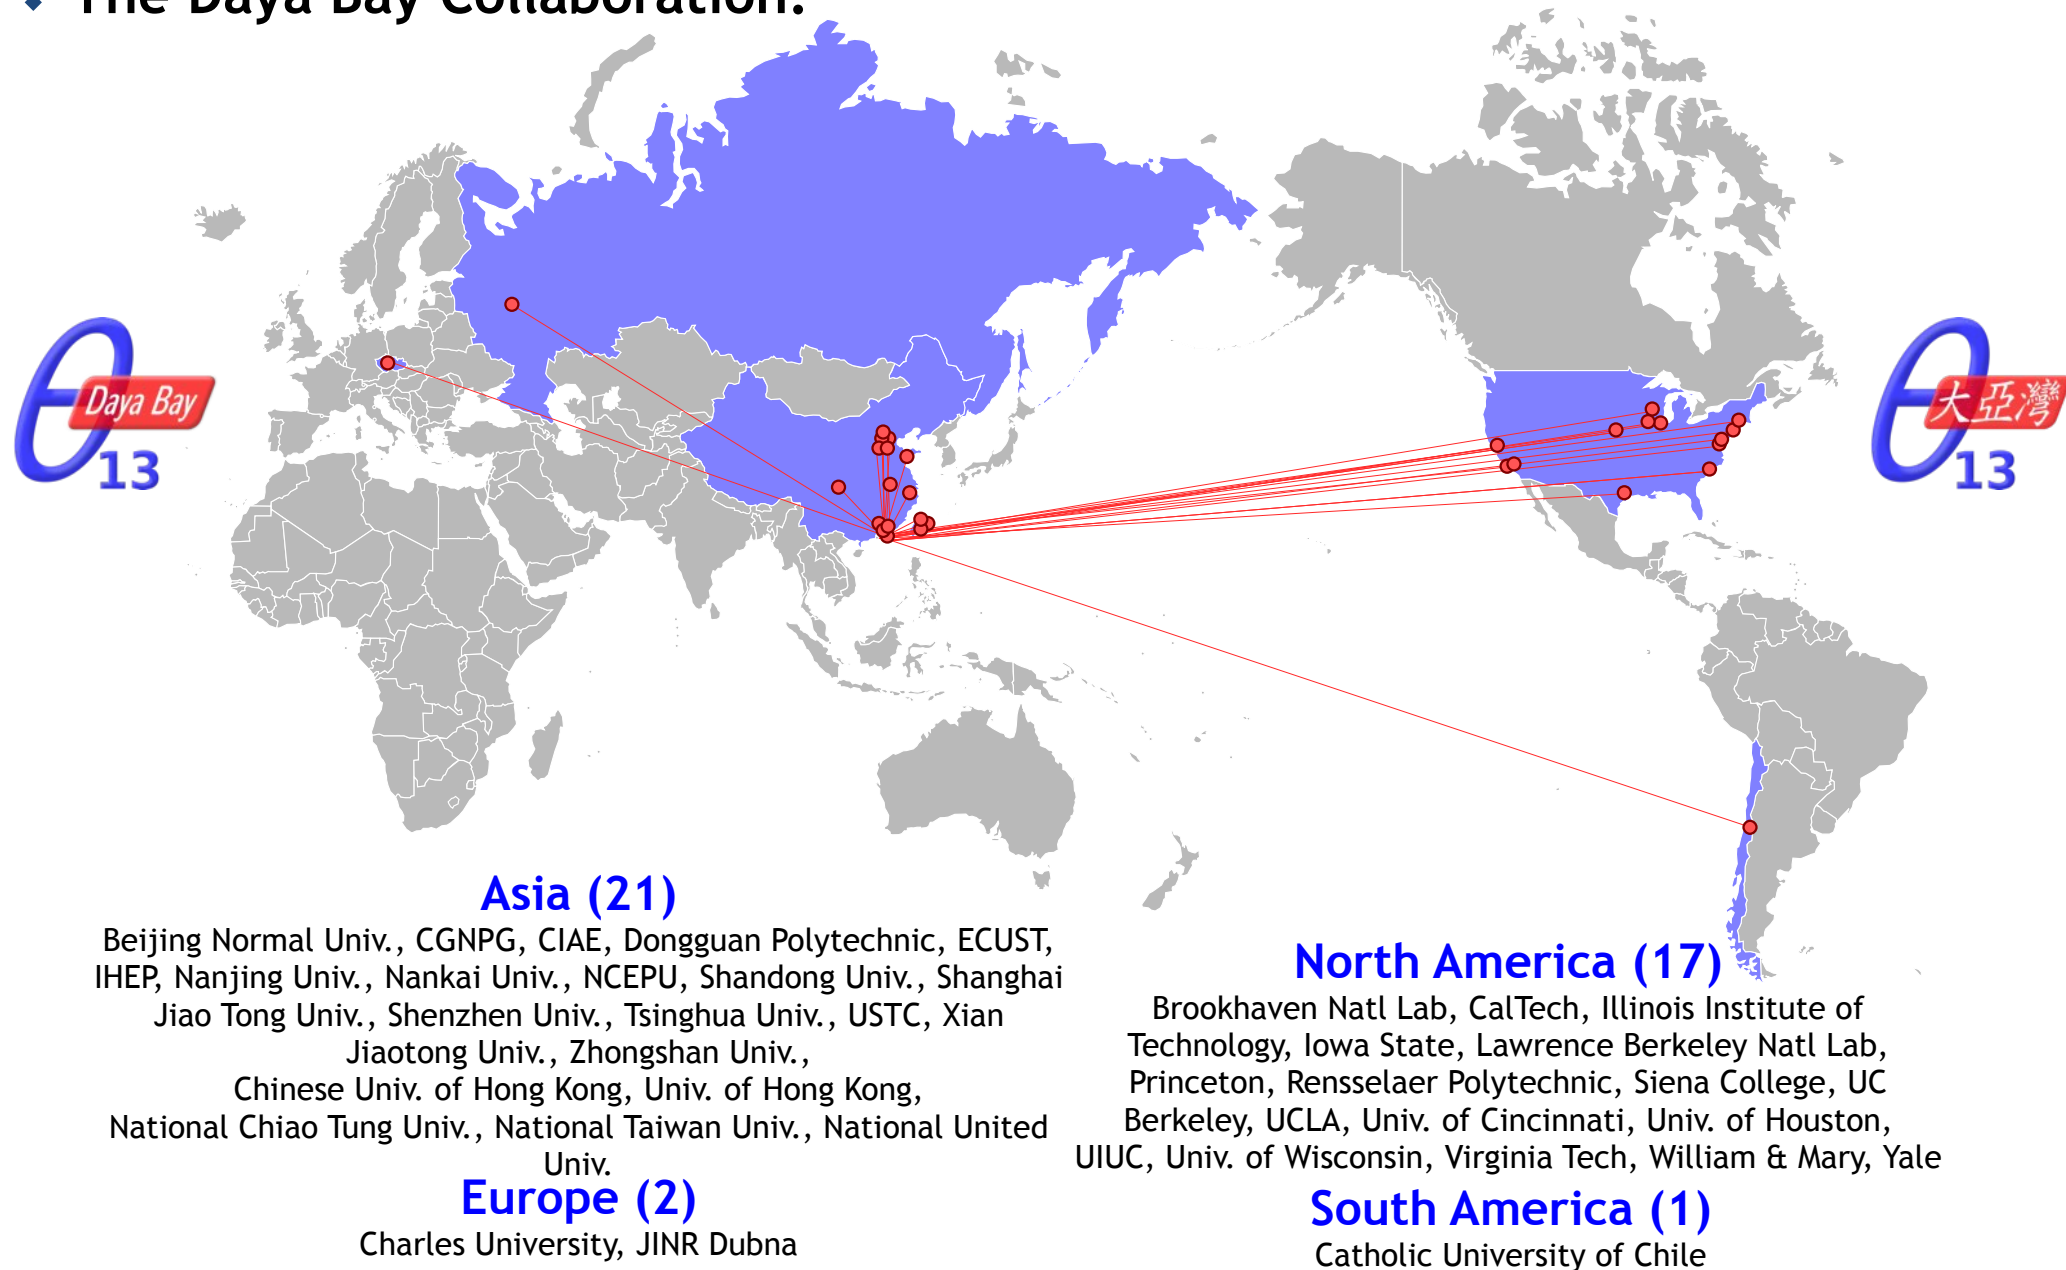 The Daya Bay Collaboration:
θ
Daya Bay
13
θ
大亞灣
13
Asia (21)
Beijing Normal Univ., CGNPG, CIAE, Dongguan Polytechnic, ECUST,
IHEP, Nanjing Univ., Nankai Univ., NCEPU, Shandong Univ., Shanghai
Jiao Tong Univ., Shenzhen Univ., Tsinghua Univ., USTC, Xian
Jiaotong Univ., Zhongshan Univ.,
Chinese Univ. of Hong Kong, Univ. of Hong Kong,
National Chiao Tung Univ., National Taiwan Univ., National United
Univ.
Europe (2)
Charles University, JINR Dubna
North America (17)
Brookhaven Natl Lab, CalTech, Illinois Institute of
Technology, Iowa State, Lawrence Berkeley Natl Lab,
Princeton, Rensselaer Polytechnic, Siena College, UC
Berkeley, UCLA, Univ. of Cincinnati, Univ. of Houston,
UIUC, Univ. of Wisconsin, Virginia Tech, William & Mary, Yale
South America (1)
Catholic University of Chile